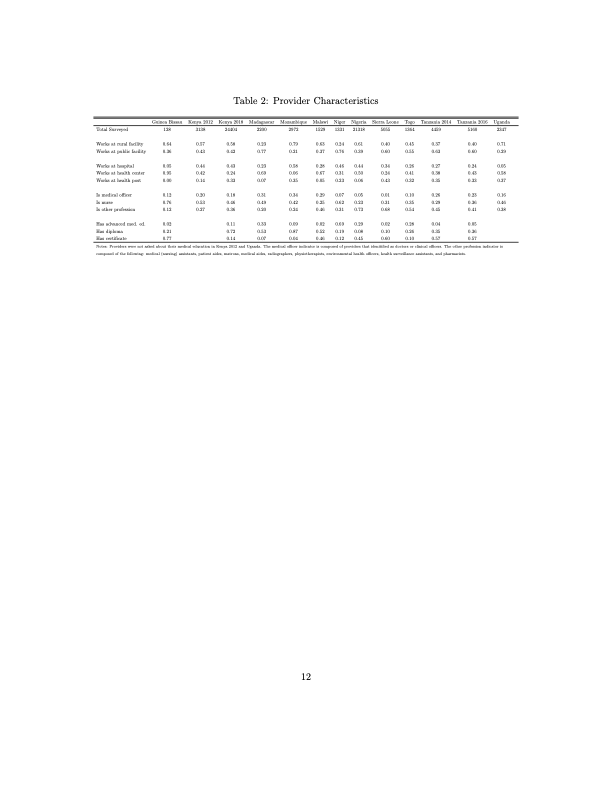 Table 2: Provider Characteristics
Guinea Bissau Kenya 2012 Kenya 2018 Madagascar Mozambique Malawi Niger Nigeria Sierra Leone Togo Tanzania 2014 Tanzania 2016 Uganda
Total Surveyed 138 3138 24404 2200 2972 1529 1331 21318 5055 1364 4459 5160 2347
Works at rural facility 0.64 0.57 0.58 0.23 0.79 0.63 0.24 0.61 0.40 0.45 0.37 0.40 0.71
Works at public facility 0.36 0.43 0.42 0.77 0.21 0.37 0.76 0.39 0.60 0.55 0.63 0.60 0.29
Works at hospital 0.05 0.44 0.43 0.23 0.58 0.28 0.46 0.44 0.34 0.26 0.27 0.24 0.05
Works at health center 0.95 0.42 0.24 0.69 0.06 0.67 0.31 0.50 0.24 0.41 0.38 0.43 0.58
Works at health post 0.00 0.14 0.33 0.07 0.35 0.05 0.23 0.06 0.43 0.32 0.35 0.33 0.37
Is medical officer 0.12 0.20 0.18 0.31 0.34 0.29 0.07 0.05 0.01 0.10 0.26 0.23 0.16
Is nurse 0.76 0.53 0.46 0.48 0.42 0.25 0.62 0.23 0.31 0.35 0.29 0.36 0.46
Is other profession 0.13 0.27 0.36 0.20 0.24 0.46 0.31 0.73 0.68 0.54 0.45 0.41 0.38
Has advanced med. ed. 0.02 0.11 0.33 0.09 0.02 0.69 0.20 0.02 0.28 0.04 0.05
Has diploma 0.21 0.72 0.53 0.87 0.52 0.19 0.08 0.10 0.26 0.35 0.36
Has certificate 0.77 0.14 0.07 0.04 0.46 0.12 0.45 0.60 0.10 0.57 0.57
Notes: Providers were not asked about their medical education in Kenya 2012 and Uganda. The medical officer indicator is composed of providers that identified as doctors or clinical officers. The other profession indicator is
composed of the following: medical (nursing) assistants, patient aides, matrons, medical aides, radiographers, physiotherapists, environmental health officers, health surveillance assistants, and pharmacists.
12